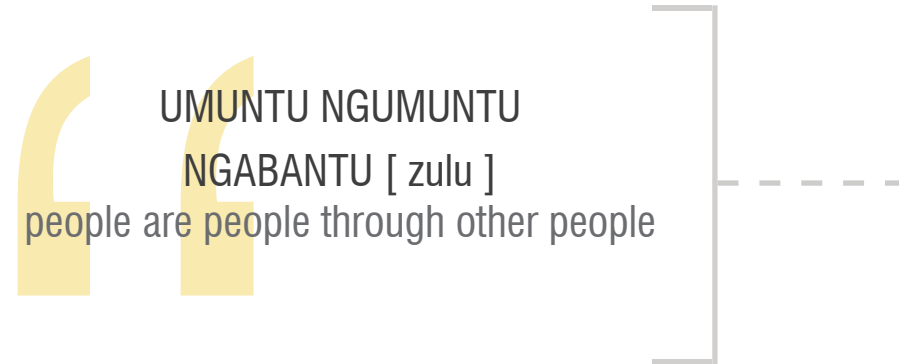 UMUNTU NGUMUNTU
NGABANTU [ zulu ]
people are people through other people